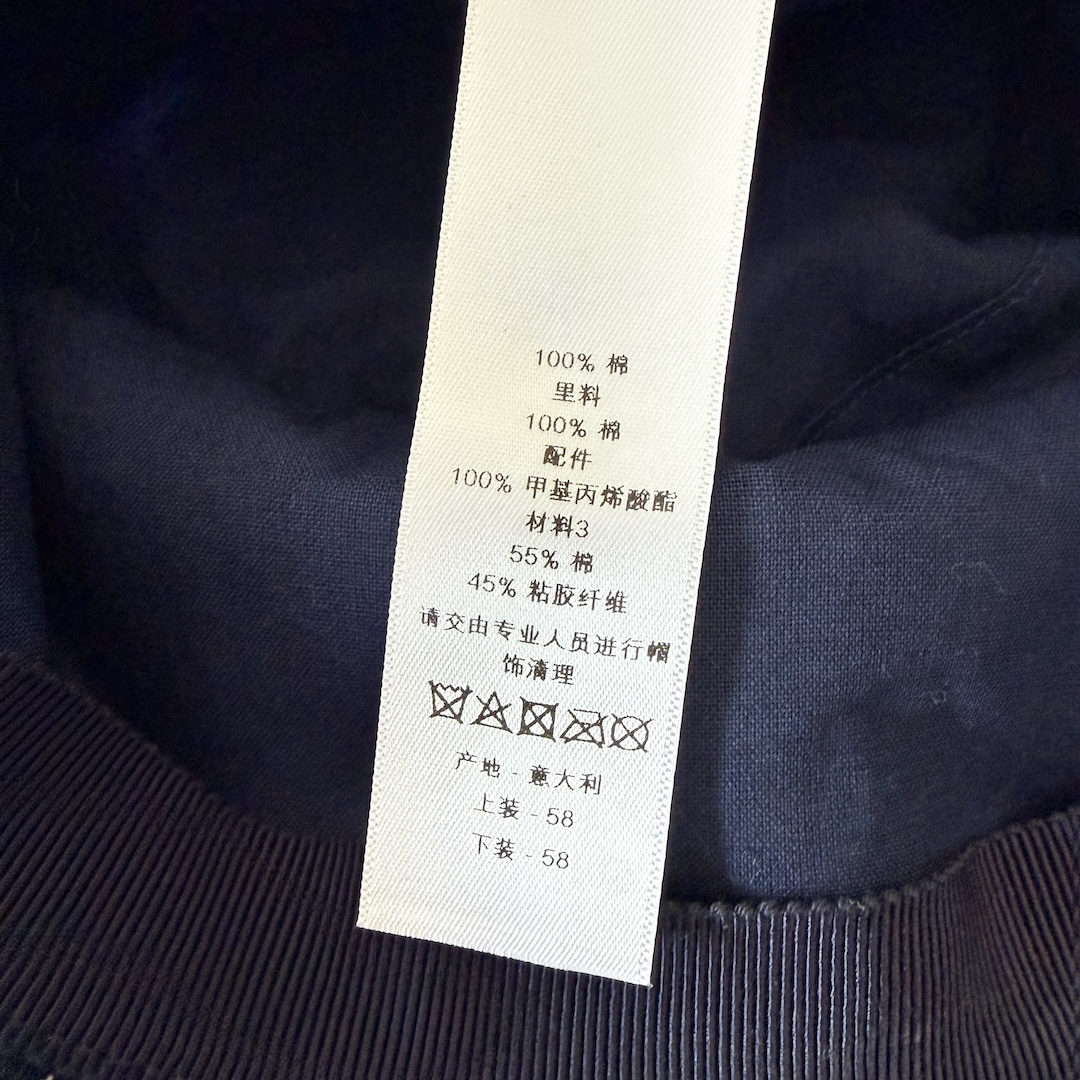 100% 棉
里料
100% 棉
配件
100% 甲基丙烯酸酯
材料3
55% 棉
45% 粘胶纤维
请交由专业人员进行帽
饰清理
产地 - 意大利
上装 - 58
下装 - 58